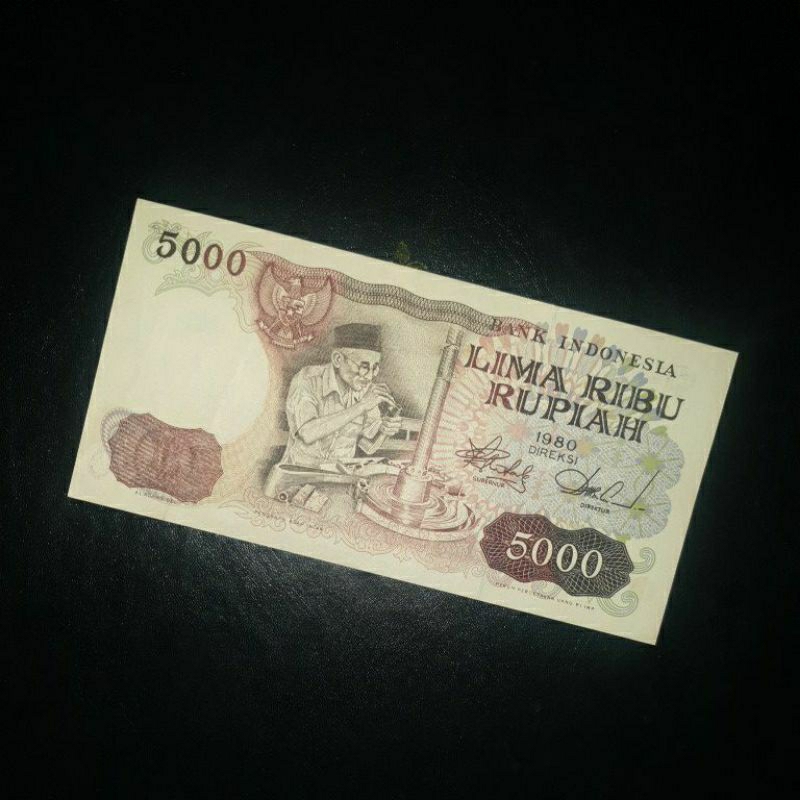 5000
BANK INDONESIA
LIMA RIBU
RUPIAH
1980
DIREKSI
GUBERNUR
DIREKTUR
5000